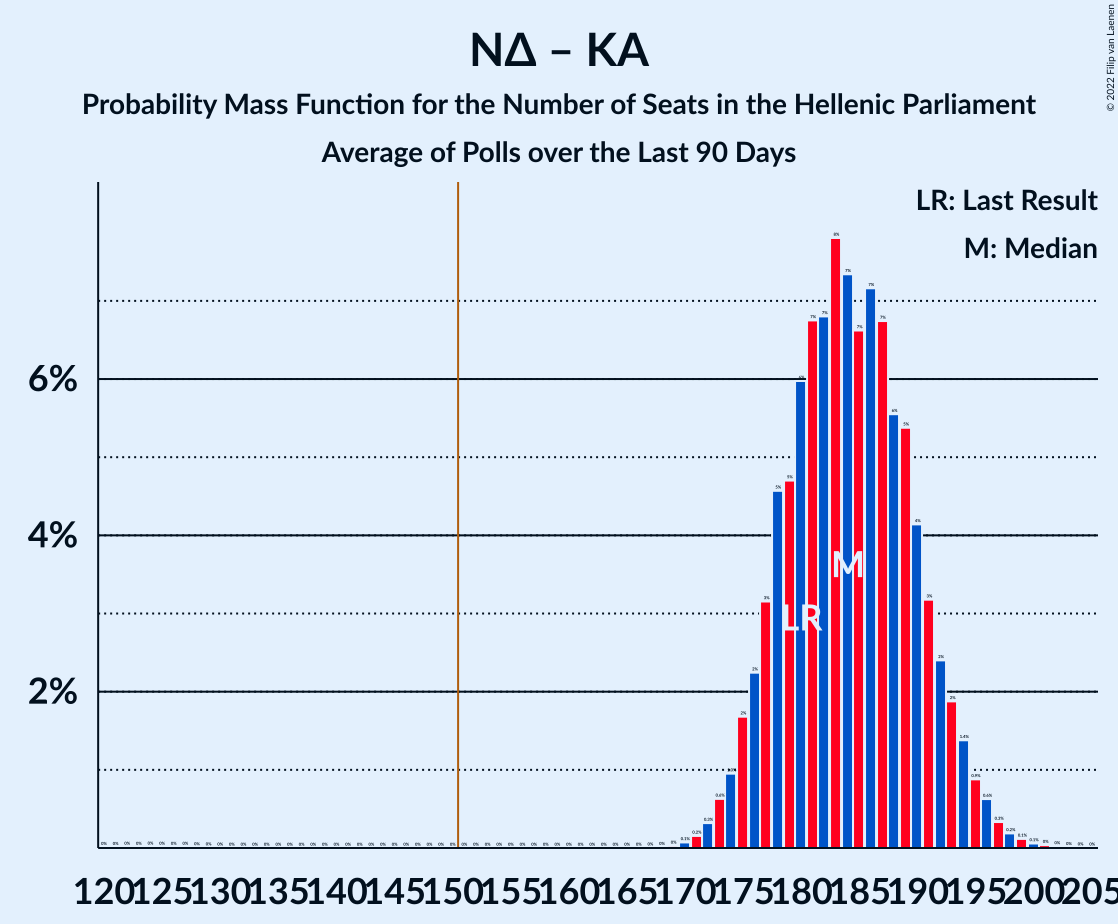 ΝΔ – ΚΑ
Probability Mass Function for the Number of Seats in the Hellenic Parliament
Average of Polls over the Last 90 Days
© 2022 Filip van Laenen
LR: Last Result
M: Median
6%
4%
2%
M
LR
120 125 130 135 140 145 150 155 160 165 170 175 180 185 190 195 200 205